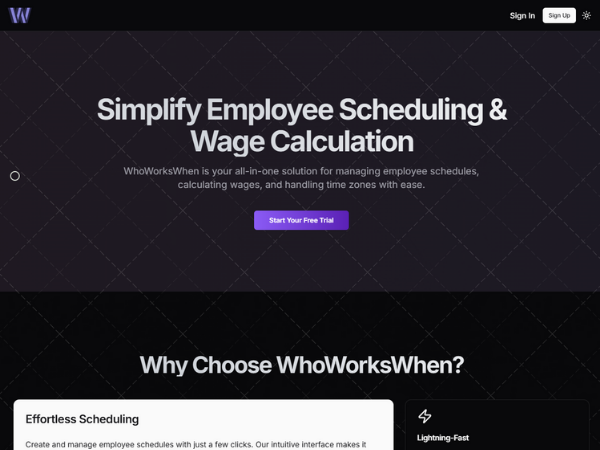 W
Sign In
Sign Up
Simplify Employee Scheduling &
Wage Calculation
WhoWorksWhen is your all-in-one solution for managing employee schedules,
calculating wages, and handling time zones with ease.
Start Your Free Trial
Why Choose WhoWorksWhen?
Effortless Scheduling
Create and manage employee schedules with just a few clicks. Our intuitive interface makes it
Lightning-Fast